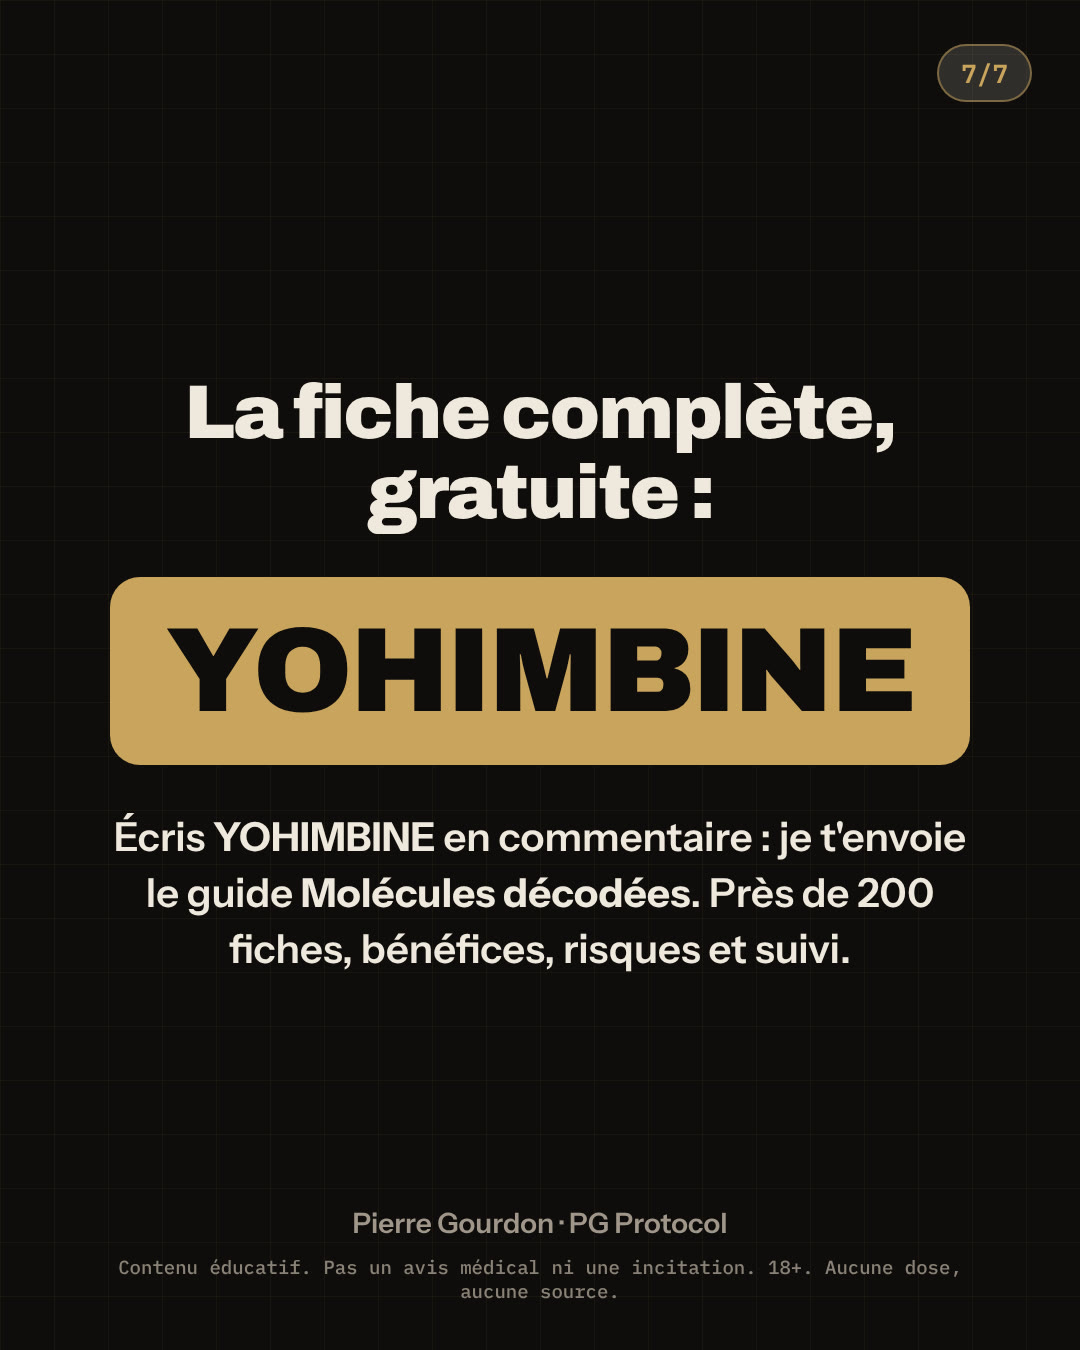 7/7
La fiche complète,
gratuite :
YOHIMBINE
Écris YOHIMBINE en commentaire : je t'envoie
le guide Molécules décodées. Près de 200
fiches, bénéfices, risques et suivi.
Pierre Gourdon · PG Protocol
Contenu éducatif. Pas un avis médical ni une incitation. 18+. Aucune dose,
aucune source.